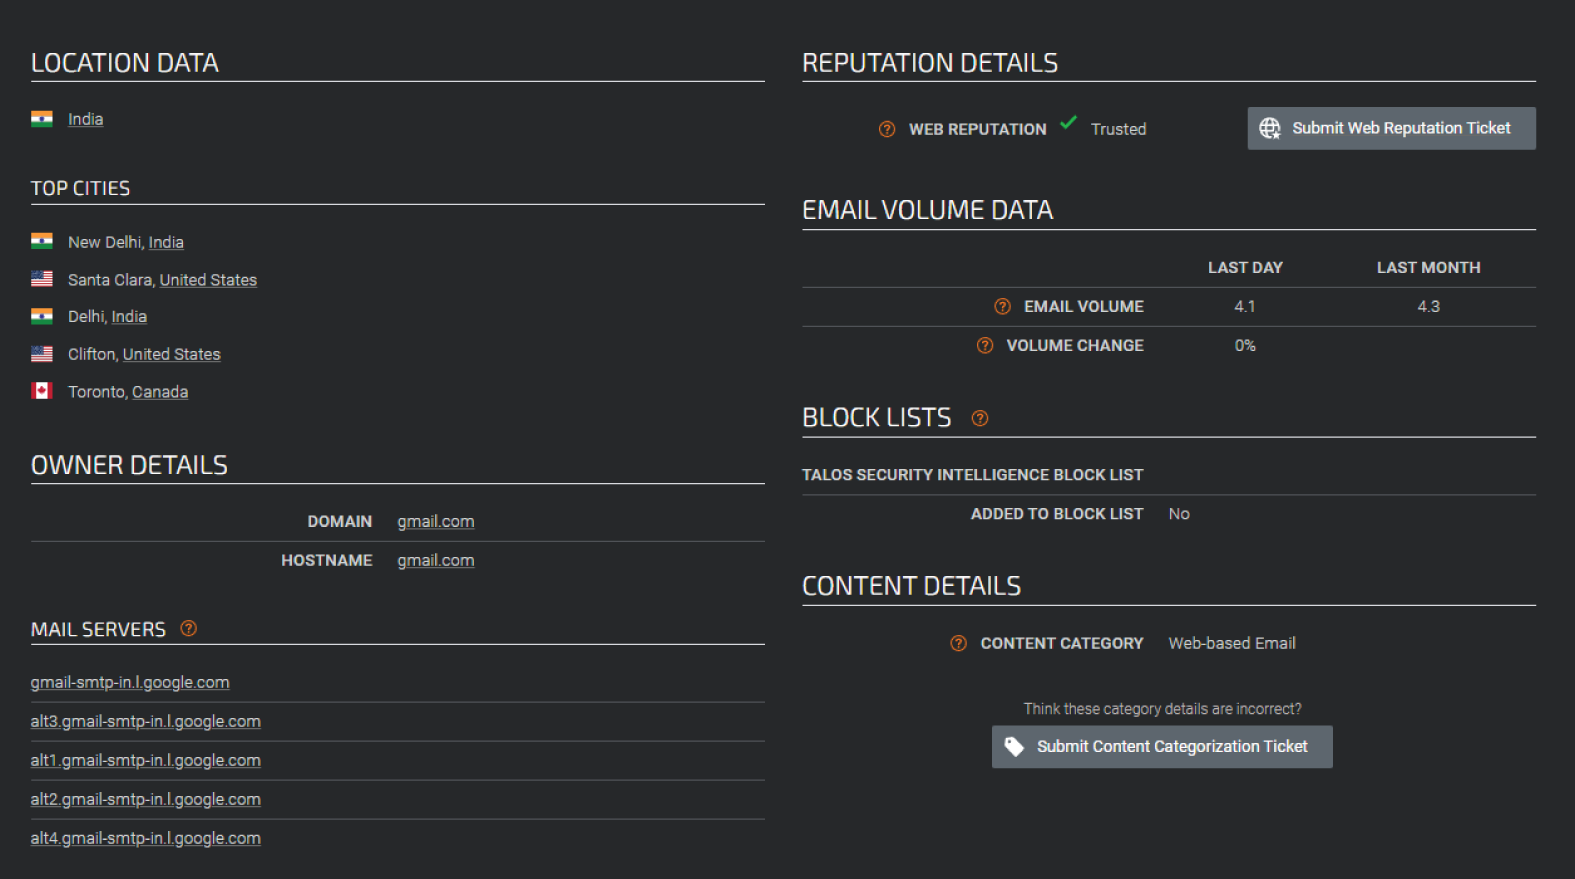 LOCATION DATA
India
TOP CITIES
New Delhi, India
Santa Clara, United States
Delhi, India
Clifton, United States
Toronto, Canada
OWNER DETAILS
DOMAIN gmail.com
HOSTNAME gmail.com
MAIL SERVERS ?
gmail-smtp-in.l.google.com
alt3.gmail-smtp-in.l.google.com
alt1.gmail-smtp-in.l.google.com
alt2.gmail-smtp-in.l.google.com
alt4.gmail-smtp-in.l.google.com
REPUTATION DETAILS
? WEB REPUTATION Trusted
Submit Web Reputation Ticket
EMAIL VOLUME DATA
LAST DAY LAST MONTH
? EMAIL VOLUME 4.1 4.3
? VOLUME CHANGE 0%
BLOCK LISTS ?
TALOS SECURITY INTELLIGENCE BLOCK LIST
ADDED TO BLOCK LIST No
CONTENT DETAILS
? CONTENT CATEGORY Web-based Email
Think these category details are incorrect?
Submit Content Categorization Ticket